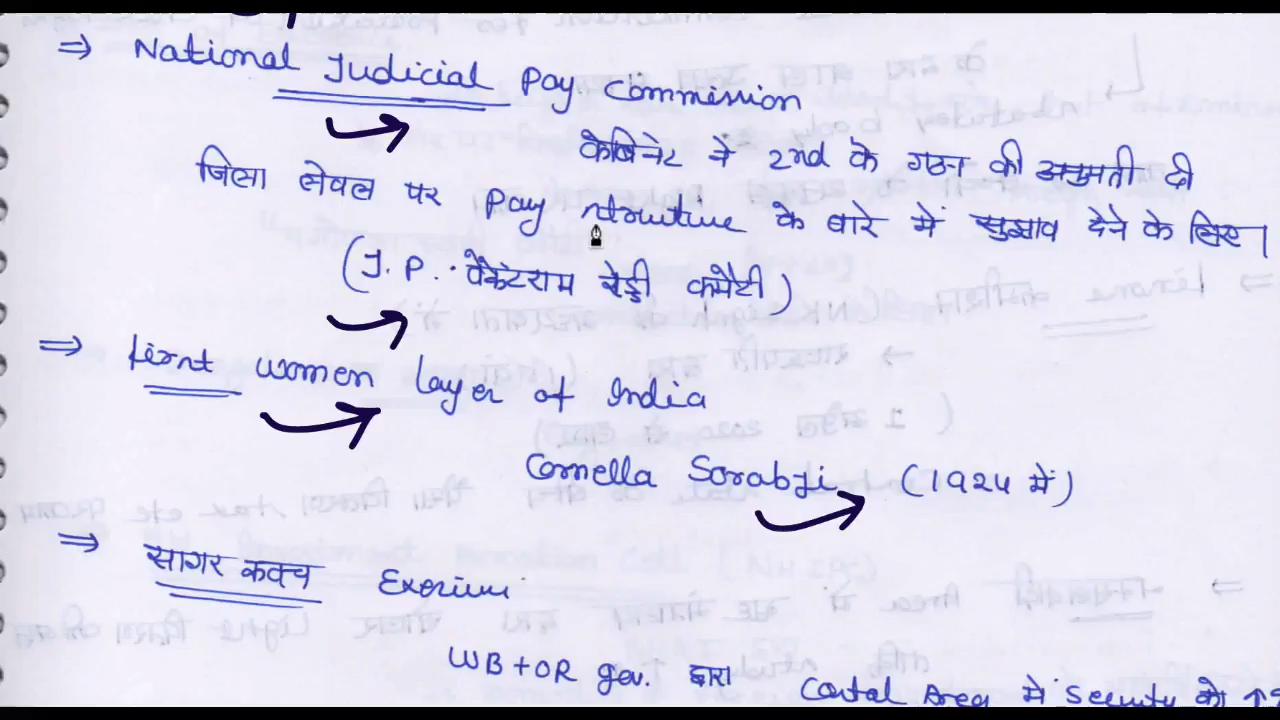 ⇒ National Judicial Pay Commission
केबिनेट ने 2nd के गठन की अनुमती दी
जिला लेवल पर Pay structure के बारे में सुझाव देने के लिए।
(J.P. वेंकटराम रेड्डी कमैटी)
⇒ first women layer of India
Cornella Sorabji (1924 में)
⇒ सागर कवच
WB+OR gov. द्वारा Costal Area में Security को